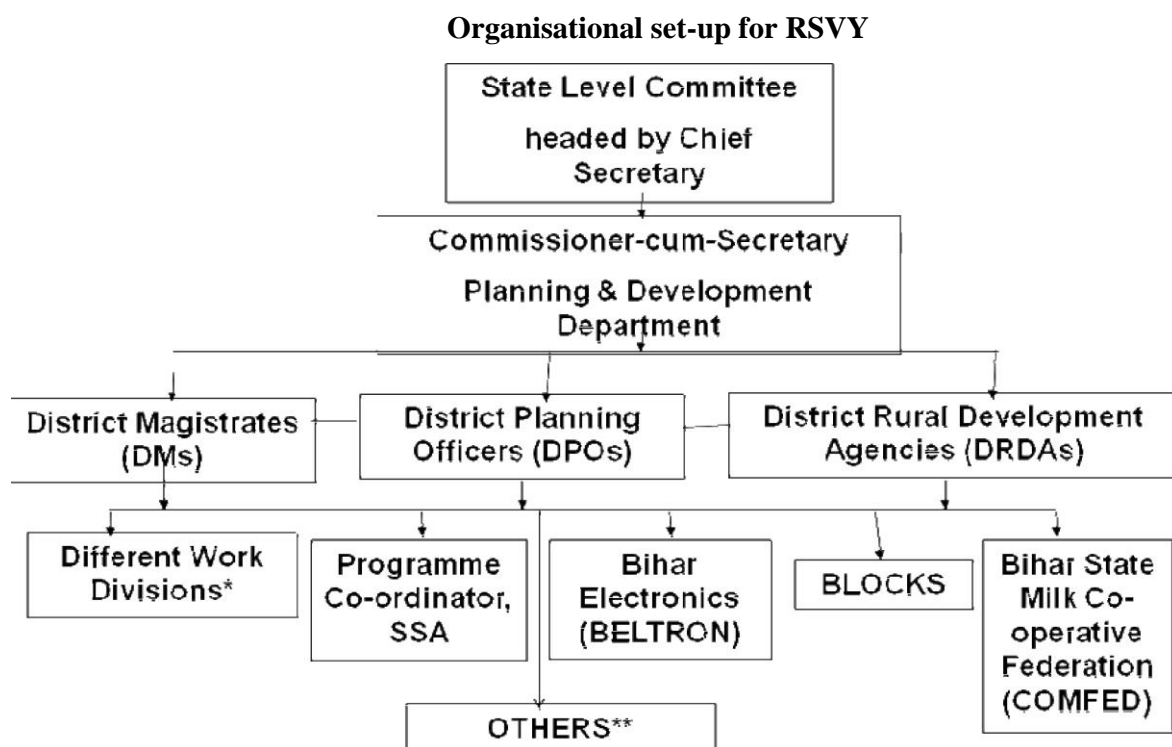 Organisational set-up for RSVY
State Level Committee
headed by Chief
Secretary
Commissioner-cum-Secretary
Planning & Development
Department
District Magistrates
(DMs)
District Planning
Officers (DPOs)
District Rural Development
Agencies (DRDAs)
Different Work
Divisions*
Programme
Co-ordinator,
SSA
Bihar
Electronics
(BELTRON)
BLOCKS
Bihar State
Milk Co-
operative
Federation
(COMFED)
OTHERS**